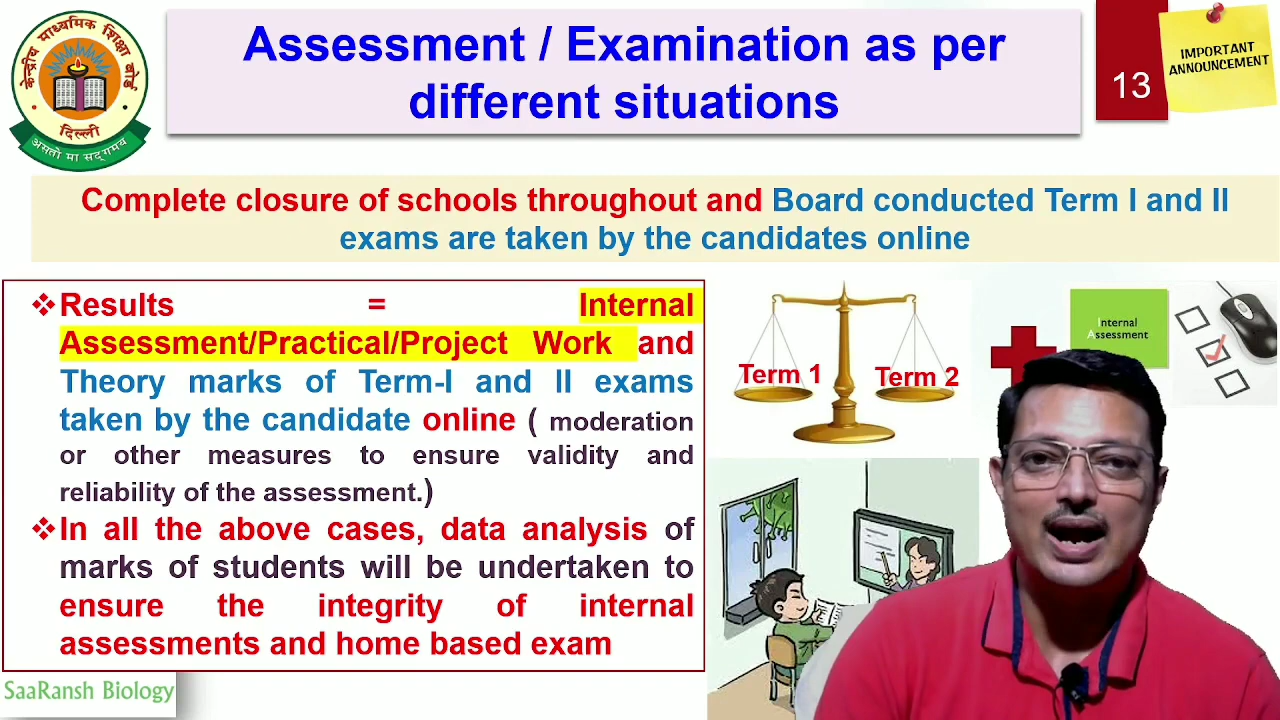 Assessment / Examination as per
different situations
13
IMPORTANT
ANNOUNCEMENT
केन्द्रीय माध्यमिक शिक्षा बोर्ड
दिल्ली
असतो मा सद्गमय
Complete closure of schools throughout and Board conducted Term I and II
exams are taken by the candidates online
❖Results = Internal
Assessment/Practical/Project Work and
Theory marks of Term-I and II exams
taken by the candidate online ( moderation
or other measures to ensure validity and
reliability of the assessment.)
❖In all the above cases, data analysis of
marks of students will be undertaken to
ensure the integrity of internal
assessments and home based exam
Term 1
Term 2
Internal
Assessment
SaaRansh Biology